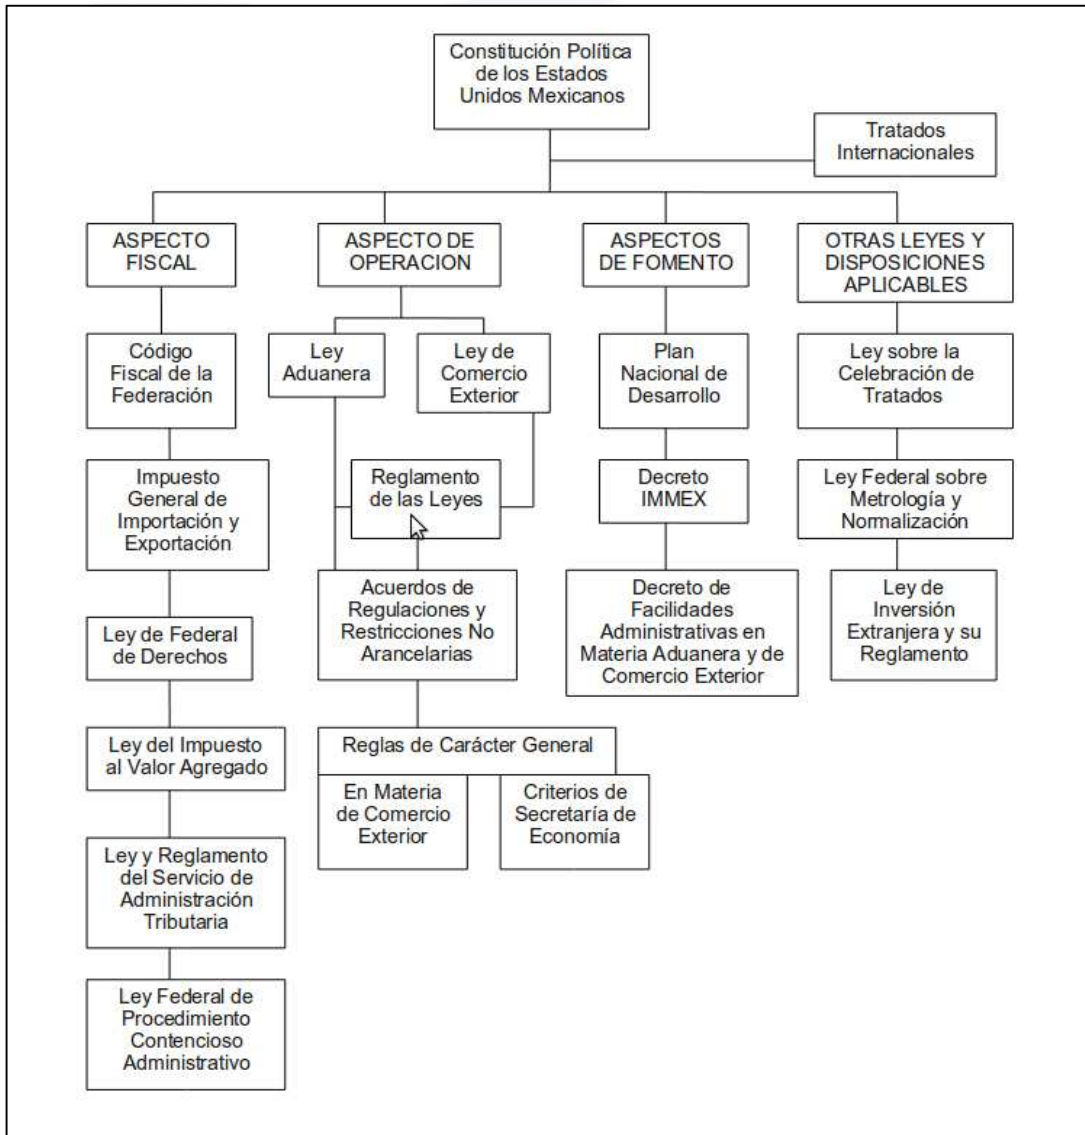 Constitución Política
de los Estados
Unidos Mexicanos
Tratados
Internacionales
ASPECTO
FISCAL
ASPECTO DE
OPERACION
ASPECTOS
DE FOMENTO
OTRAS LEYES Y
DISPOSICIONES
APLICABLES
Código
Fiscal de la
Federación
Ley
Aduanera
Ley de
Comercio
Exterior
Plan
Nacional de
Desarrollo
Ley sobre la
Celebración de
Tratados
Impuesto
General de
Importación y
Exportación
Reglamento
de las Leyes
Decreto
IMMEX
Ley Federal sobre
Metrología y
Normalización
Acuerdos de
Regulaciones y
Restricciones No
Arancelarias
Decreto de
Facilidades
Administrativas en
Materia Aduanera y de
Comercio Exterior
Ley de
Inversión
Extranjera y su
Reglamento
Ley de Federal
de Derechos
Ley del Impuesto
al Valor Agregado
Reglas de Carácter General
En Materia
de Comercio
Exterior
Criterios de
Secretaría de
Economía
Ley y Reglamento
del Servicio de
Administración
Tributaria
Ley Federal de
Procedimiento
Contencioso
Administrativo